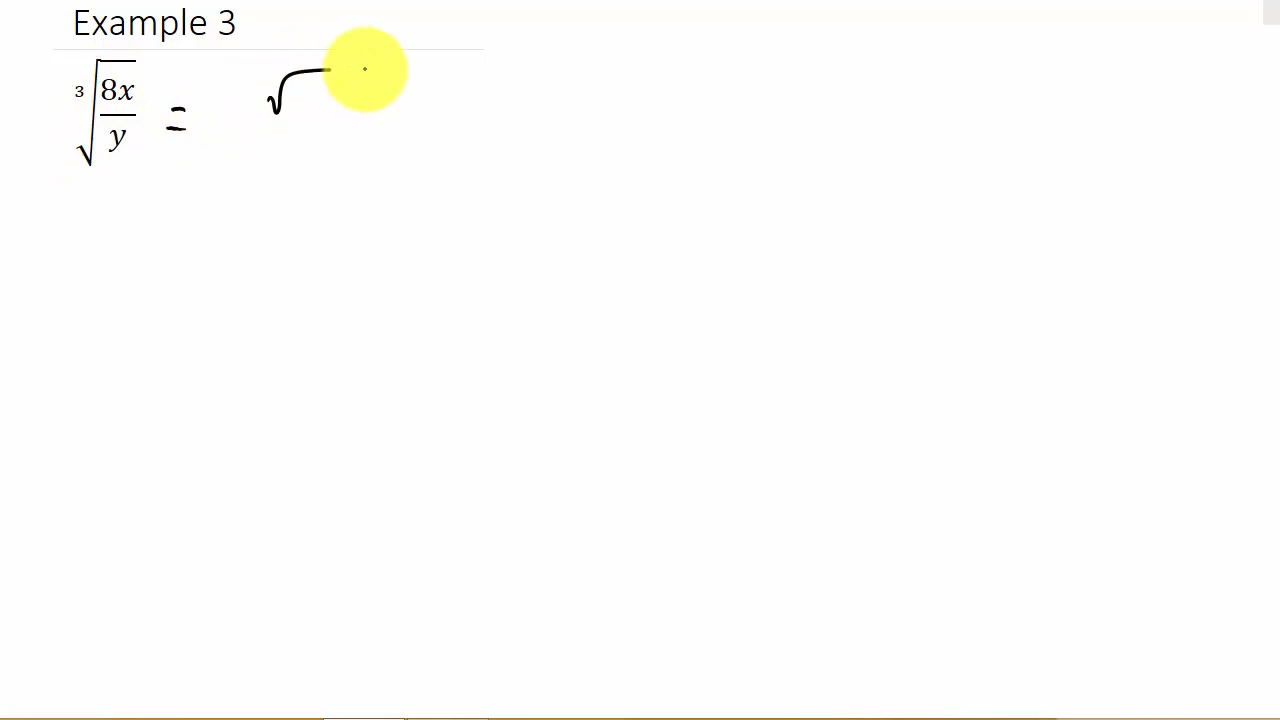 Example 3
∛(8x/y) = √